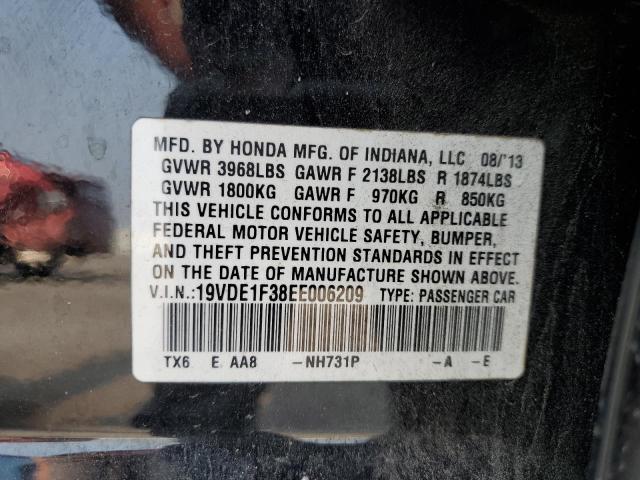 MFD. BY HONDA MFG. OF INDIANA, LLC 08/13
GVWR 3968LBS GAWR F 2138LBS R 1874LBS
GVWR 1800KG GAWR F 970KG R 850KG
THIS VEHICLE CONFORMS TO ALL APPLICABLE
FEDERAL MOTOR VEHICLE SAFETY, BUMPER,
AND THEFT PREVENTION STANDARDS IN EFFECT
ON THE DATE OF MANUFACTURE SHOWN ABOVE.
V.I.N.:19VDE1F38EE006209 TYPE: PASSENGER CAR
TX6 E AA8 -NH731P -A -E